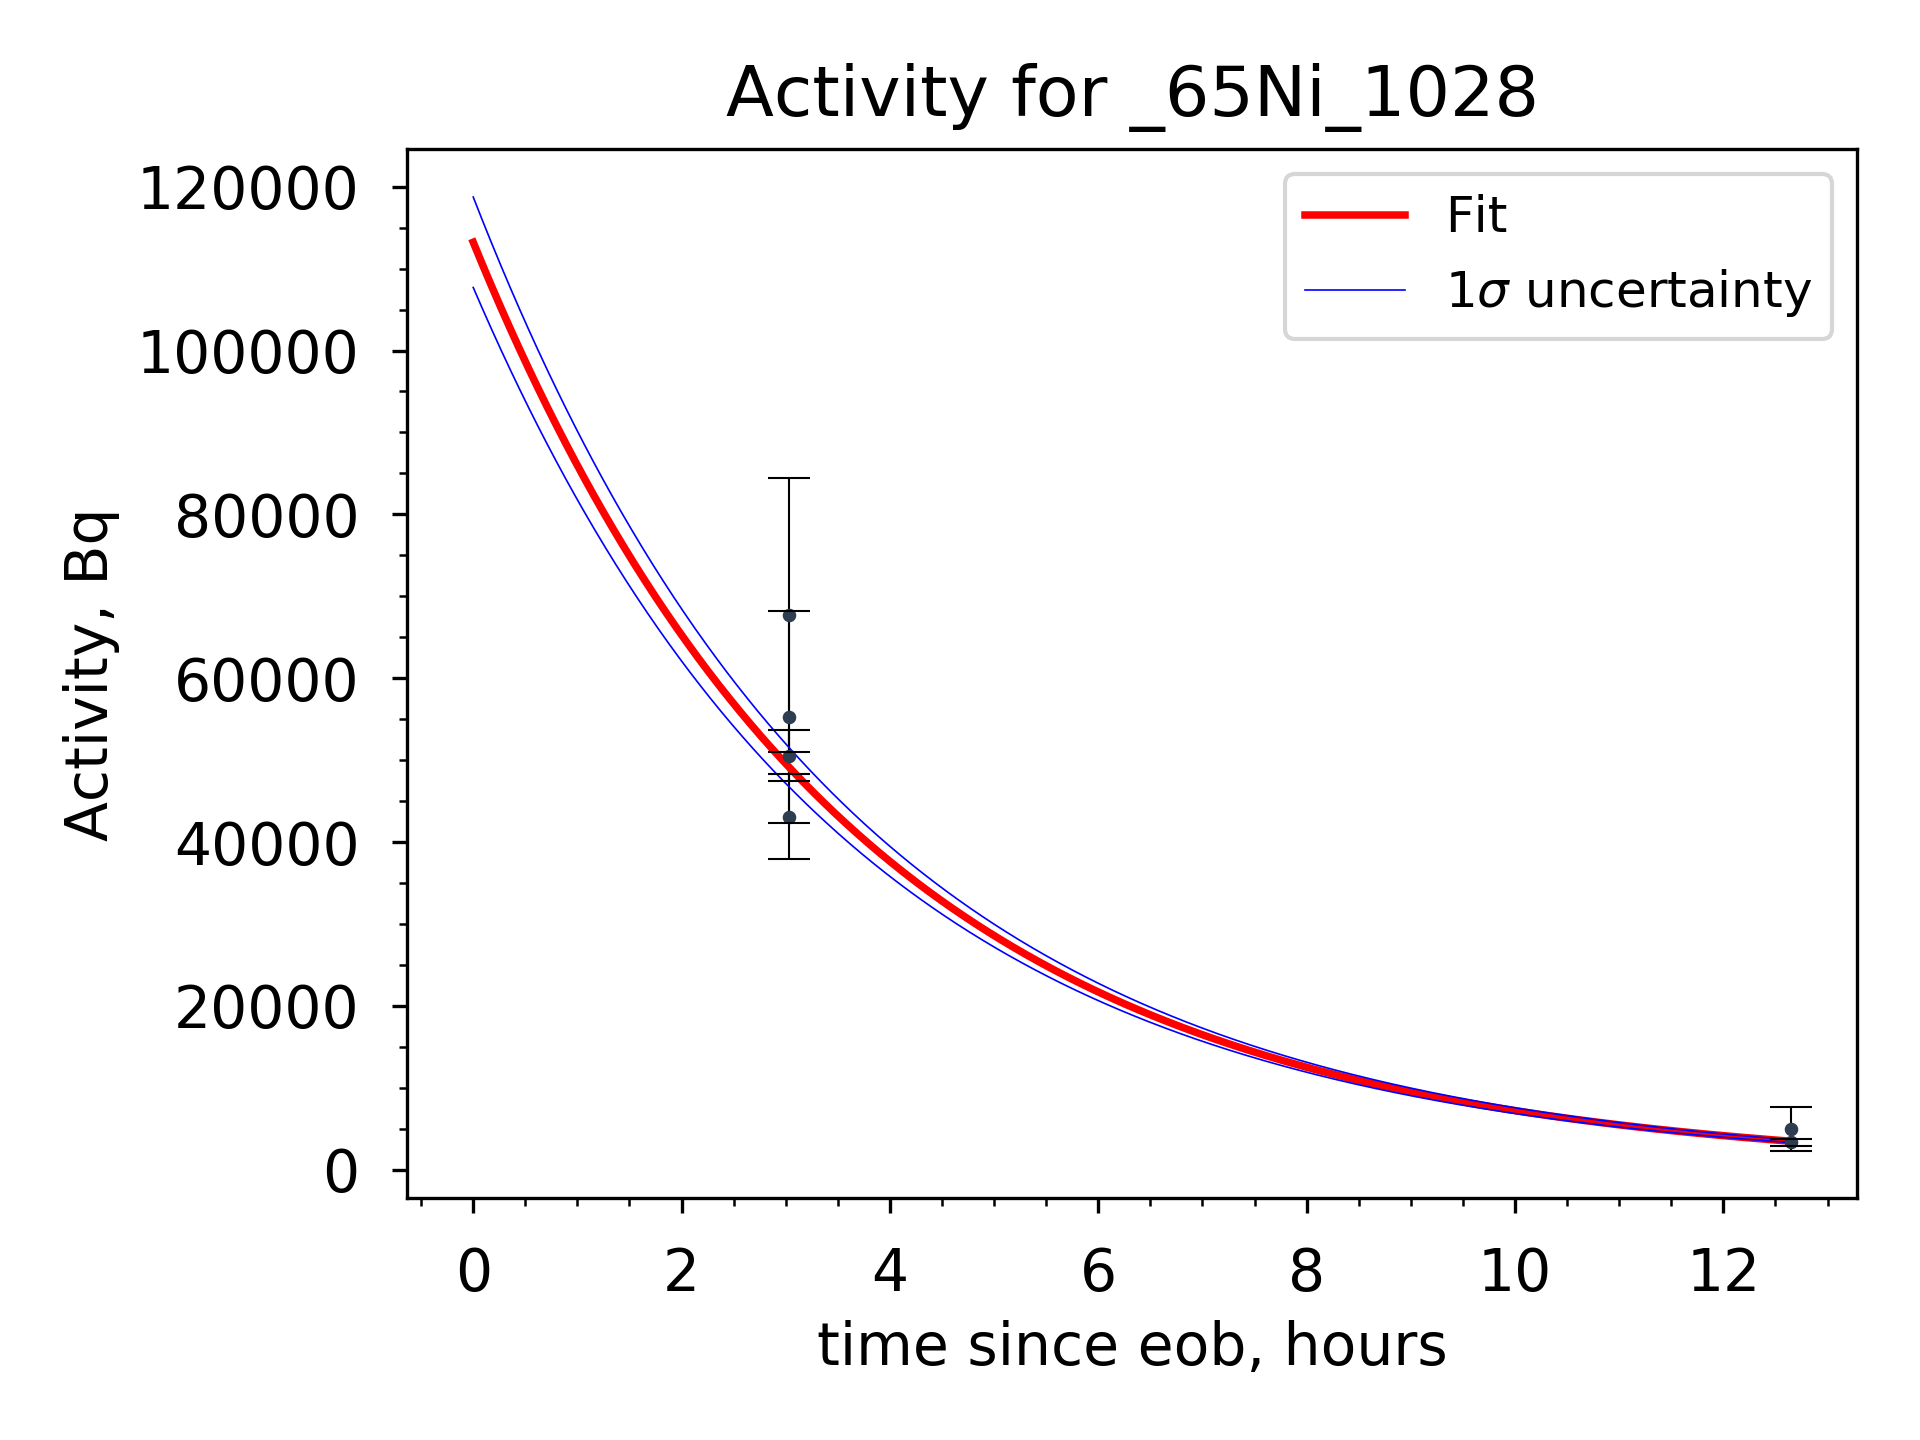 Activity for _65Ni_1028
Fit
1σ uncertainty
120000
100000
80000
60000
40000
20000
0
Activity, Bq
0 2 4 6 8 10 12
time since eob, hours